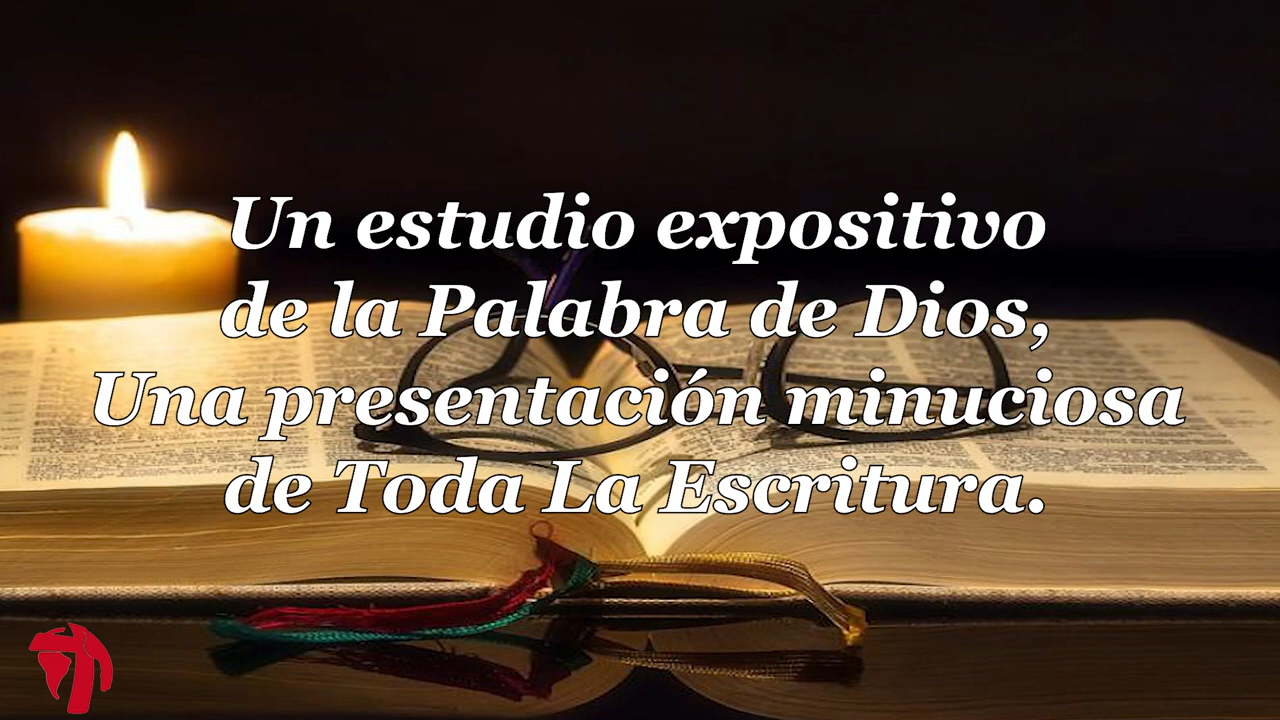 Un estudio expositivo
de la Palabra de Dios,
Una presentación minuciosa
de Toda La Escritura.